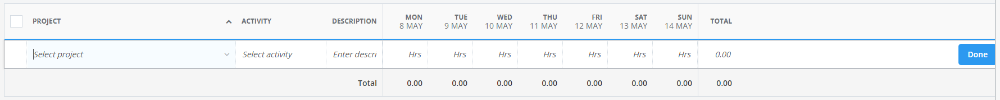 PROJECT ACTIVITY DESCRIPTION MON 8 MAY TUE 9 MAY WED 10 MAY THU 11 MAY FRI 12 MAY SAT 13 MAY SUN 14 MAY TOTAL
Select project Select activity Enter descri Hrs Hrs Hrs Hrs Hrs Hrs Hrs 0.00 Done
Total 0.00 0.00 0.00 0.00 0.00 0.00 0.00 0.00